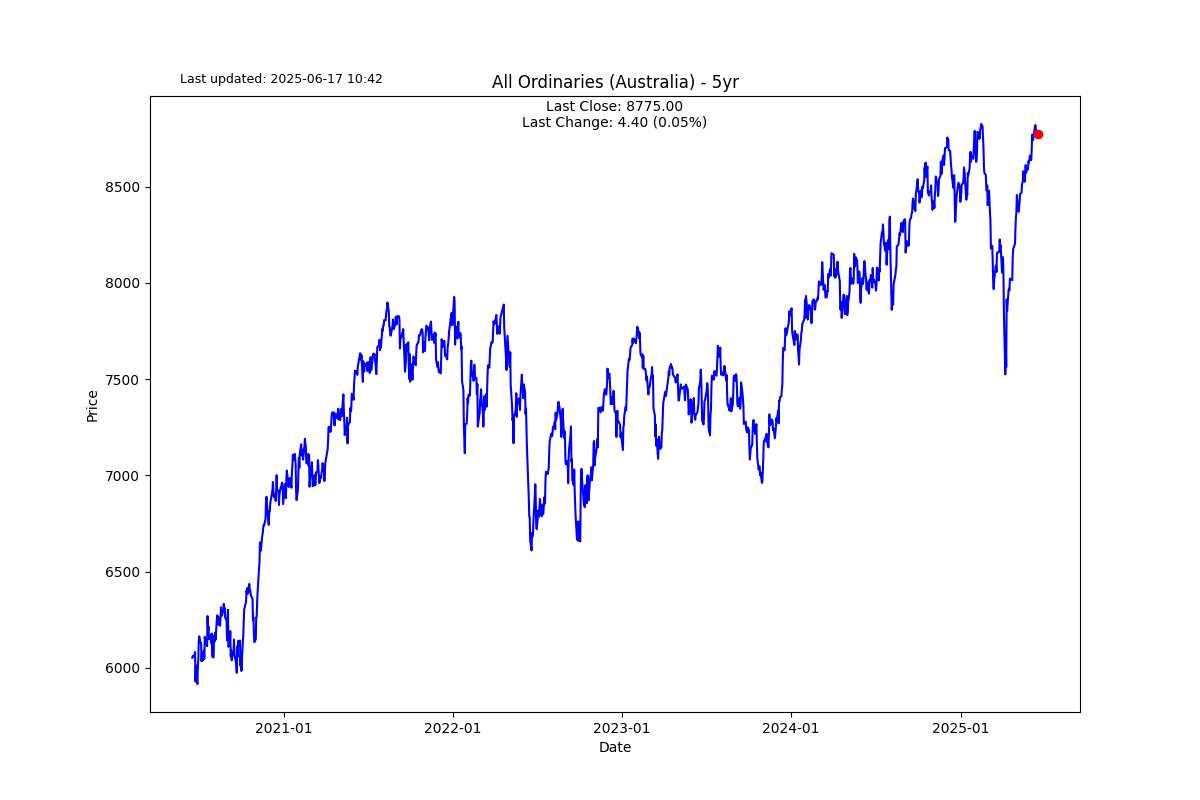 Last updated: 2025-06-17 10:42
All Ordinaries (Australia) - 5yr
Last Close: 8775.00
Last Change: 4.40 (0.05%)
8500
8000
7500
7000
6500
6000
Price
2021-01
2022-01
2023-01
2024-01
2025-01
Date